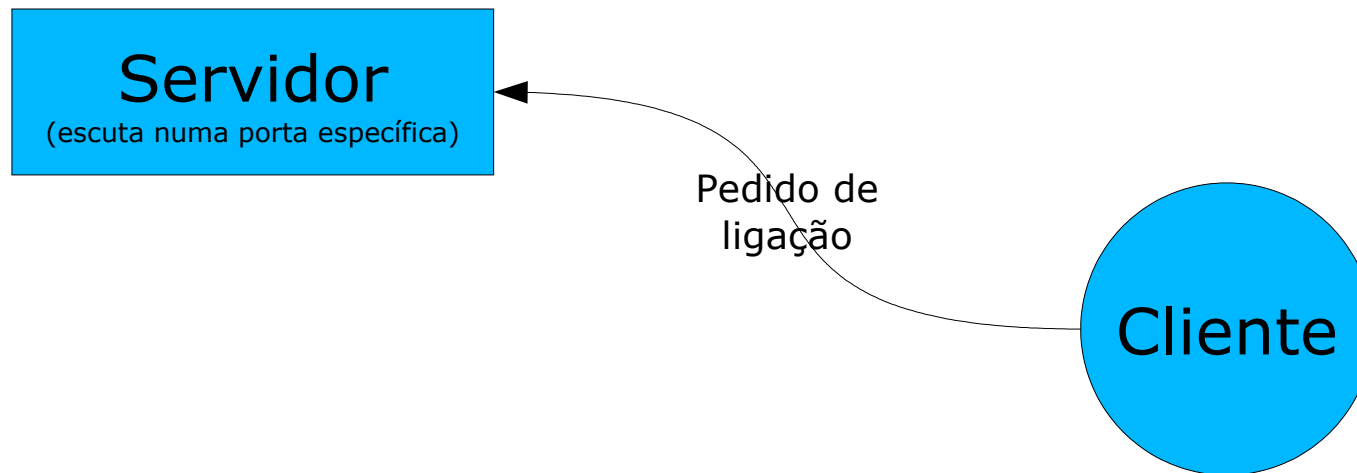 Servidor
(escuta numa porta específica)
Pedido de
ligação
Cliente